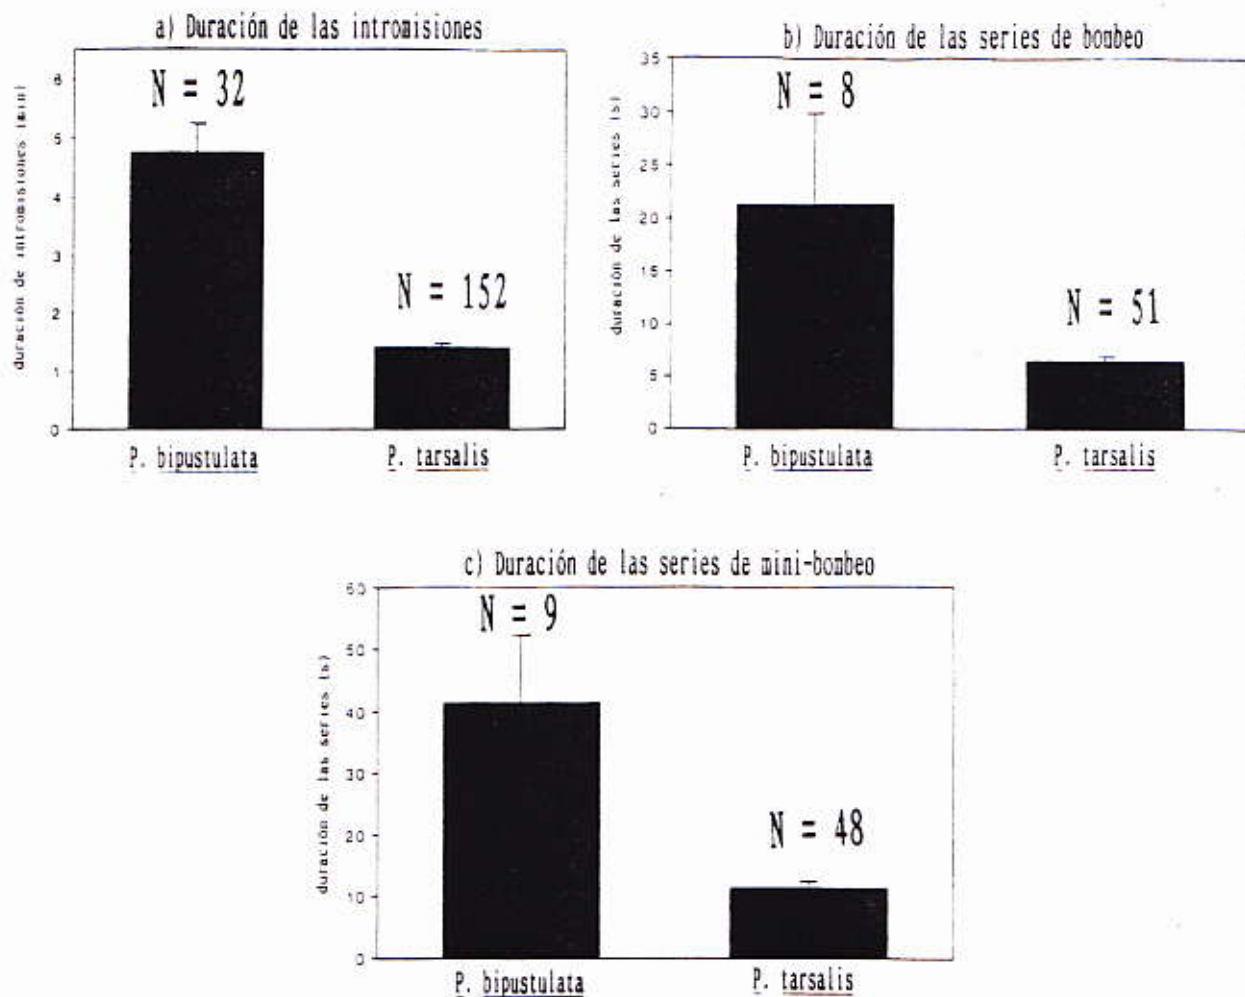 a) Duración de las intromisiones
duración de intromisiones (min)
6
5
4
3
2
1
0
N = 32
N = 152
P. bipustulata
P. tarsalis
b) Duración de las series de bombeo
duración de las series (s)
35
30
25
20
15
10
5
0
N = 8
N = 51
P. bipustulata
P. tarsalis
c) Duración de las series de mini-bombeo
duración de las series (s)
60
50
40
30
20
10
0
N = 9
N = 48
P. bipustulata
P. tarsalis